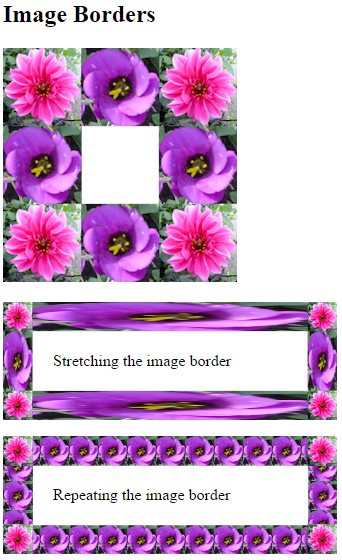 Image Borders
Stretching the image border
Repeating the image border